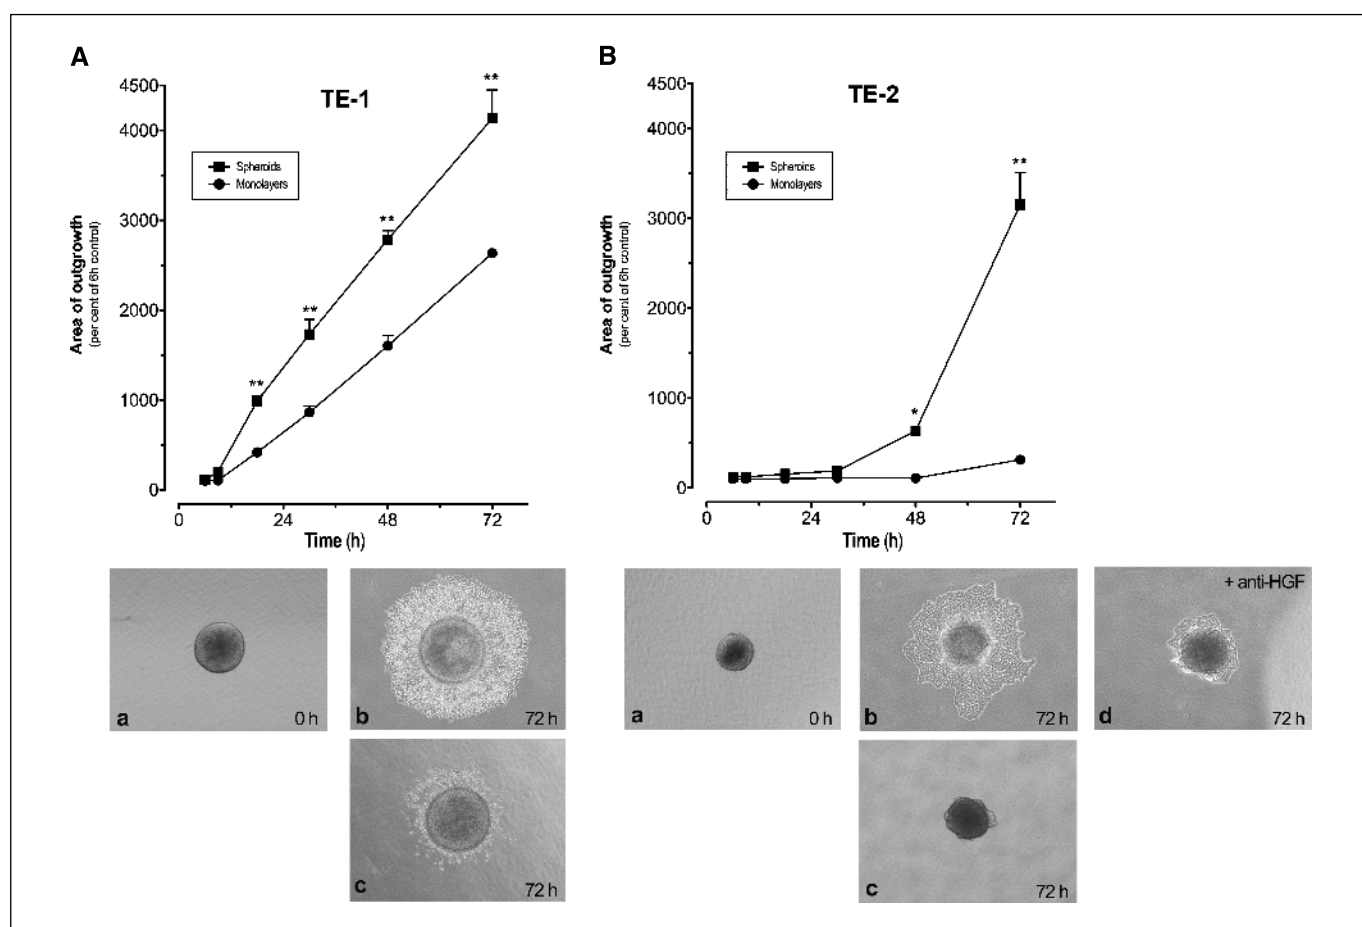 A
TE-1
4500
4000
3000
2000
1000
0
Area of outgrowth
(per cent of 6h control)
Spheroids
Monolayers
**
**
**
**
0
24
48
72
Time (h)
a
0 h
b
72 h
c
72 h
B
TE-2
4500
4000
3000
2000
1000
0
Area of outgrowth
(per cent of 6h control)
Spheroids
Monolayers
*
**
0
24
48
72
Time (h)
a
0 h
b
72 h
+ anti-HGF
d
72 h
c
72 h